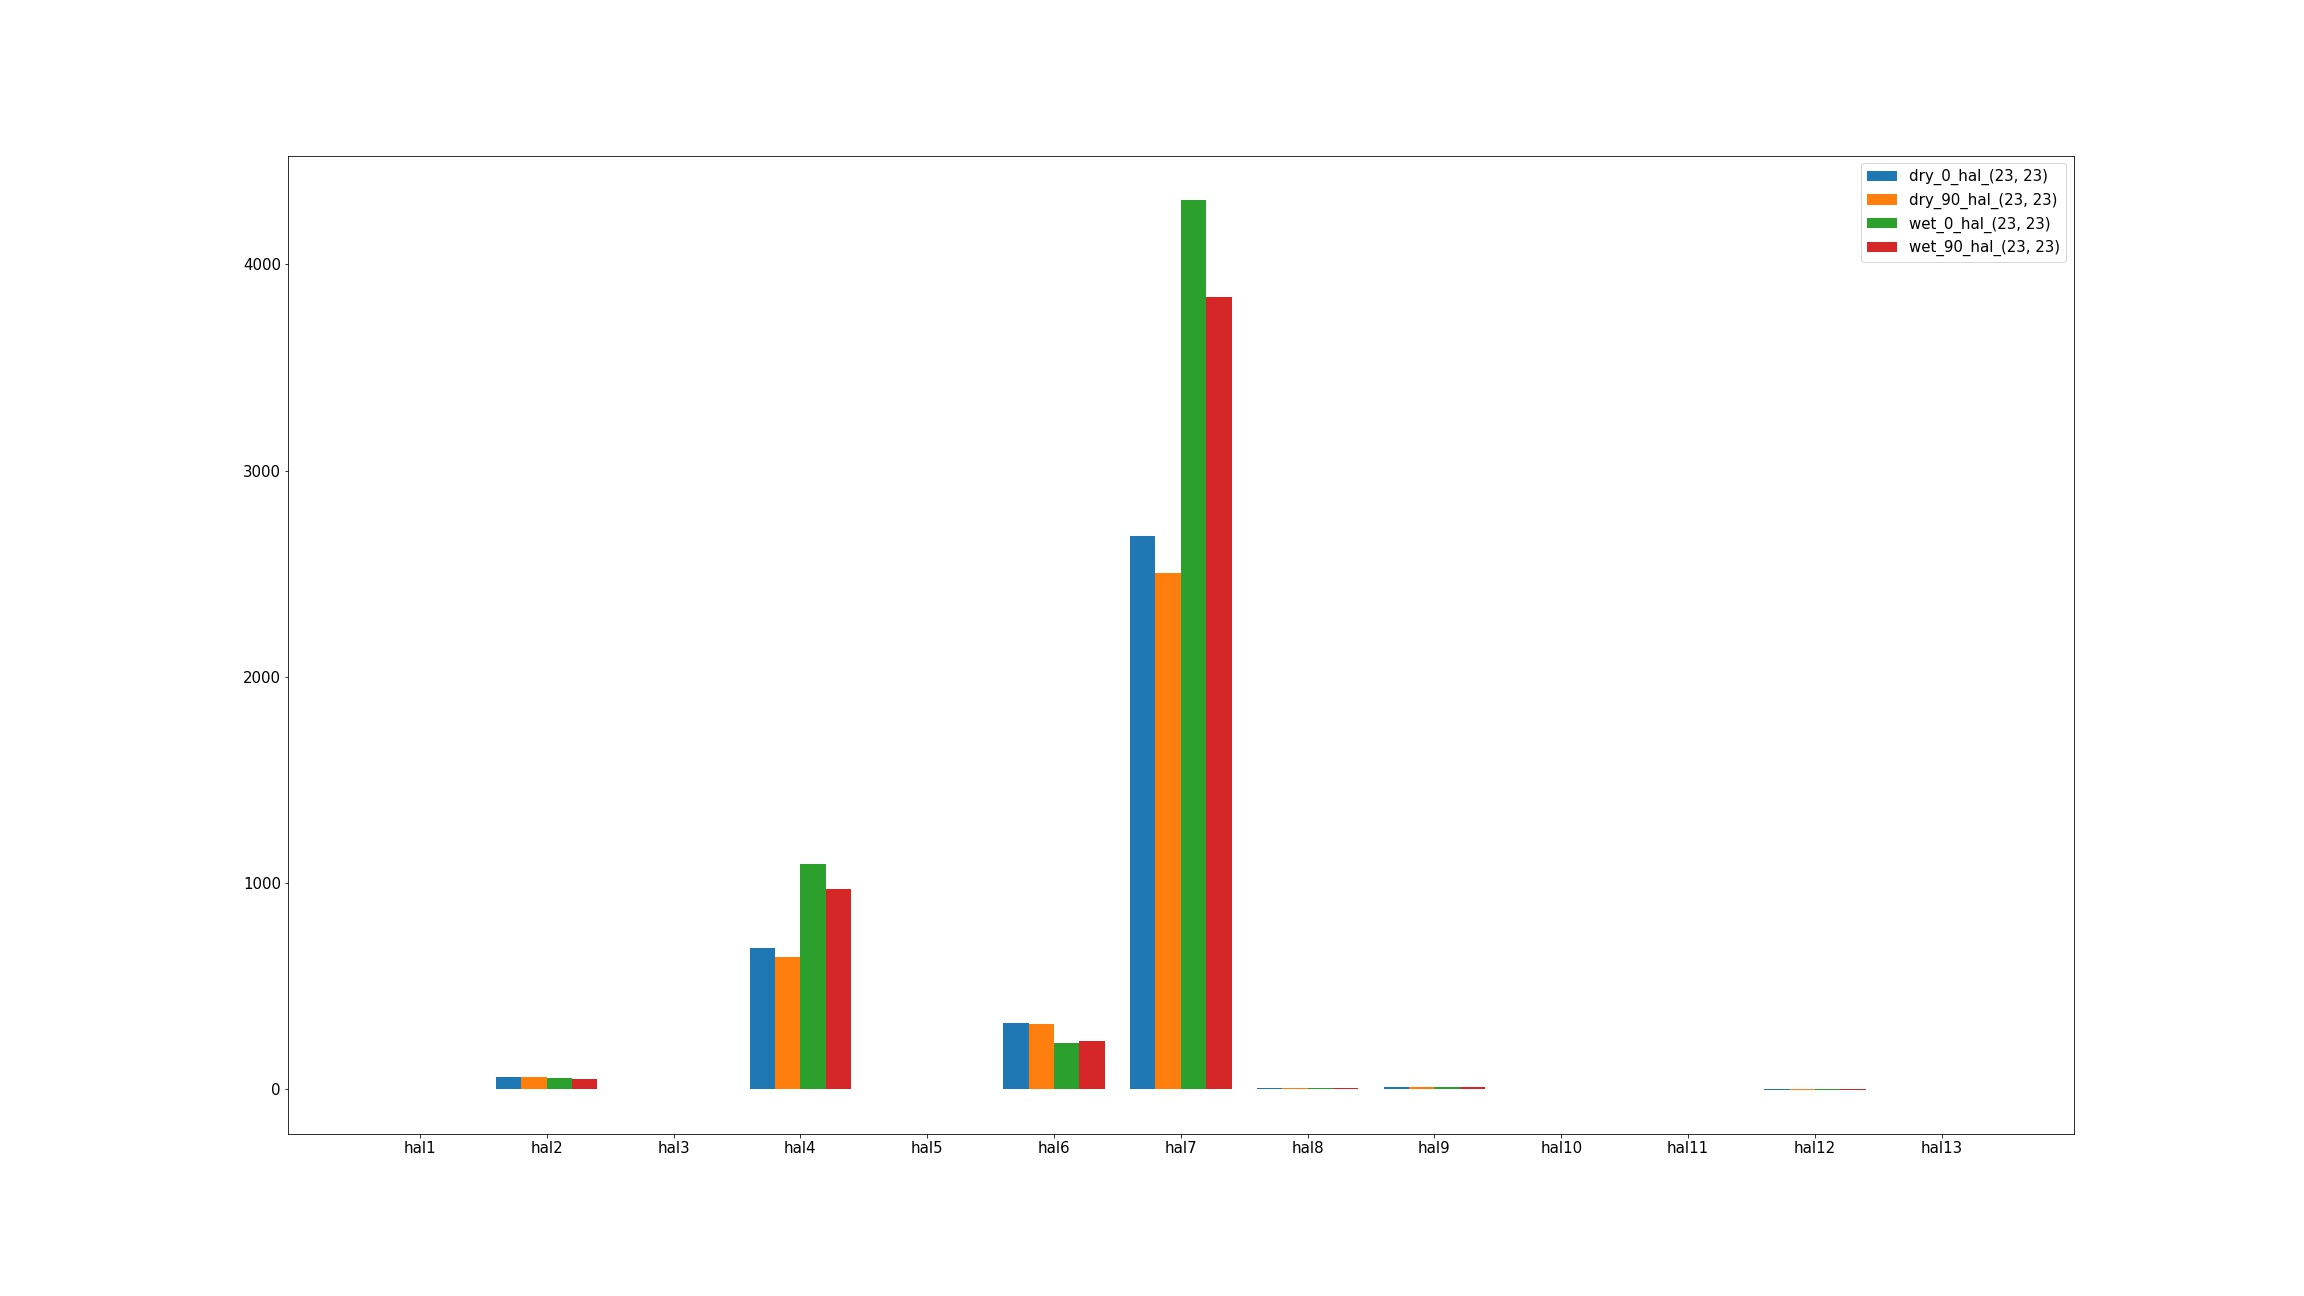 dry_0_hal_(23, 23)
dry_90_hal_(23, 23)
wet_0_hal_(23, 23)
wet_90_hal_(23, 23)
4000
3000
2000
1000
0
hal1 hal2 hal3 hal4 hal5 hal6 hal7 hal8 hal9 hal10 hal11 hal12 hal13